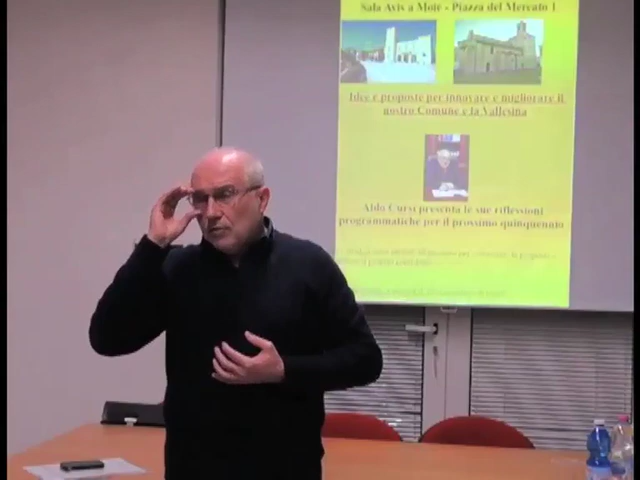 Sala Avis a Moie - Piazza del Mercato 1
Idee e proposte per innovare e migliorare il
nostro Comune e la Vallesina
Aldo Cursi presenta le sue riflessioni
programmatiche per il prossimo quinquennio